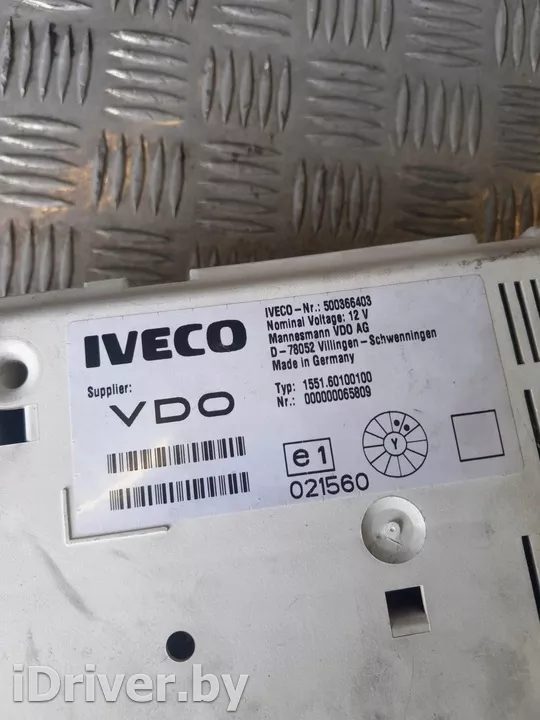 IVECO
IVECO-Nr.: 500366403
Nominal Voltage: 12 V
Mannesmann VDO AG
D-78052 Villingen-Schwenningen
Made in Germany
Supplier:
VDO
Typ: 1551.60100100
Nr.: 000000065809
e1
Y
021560
iDriver.by